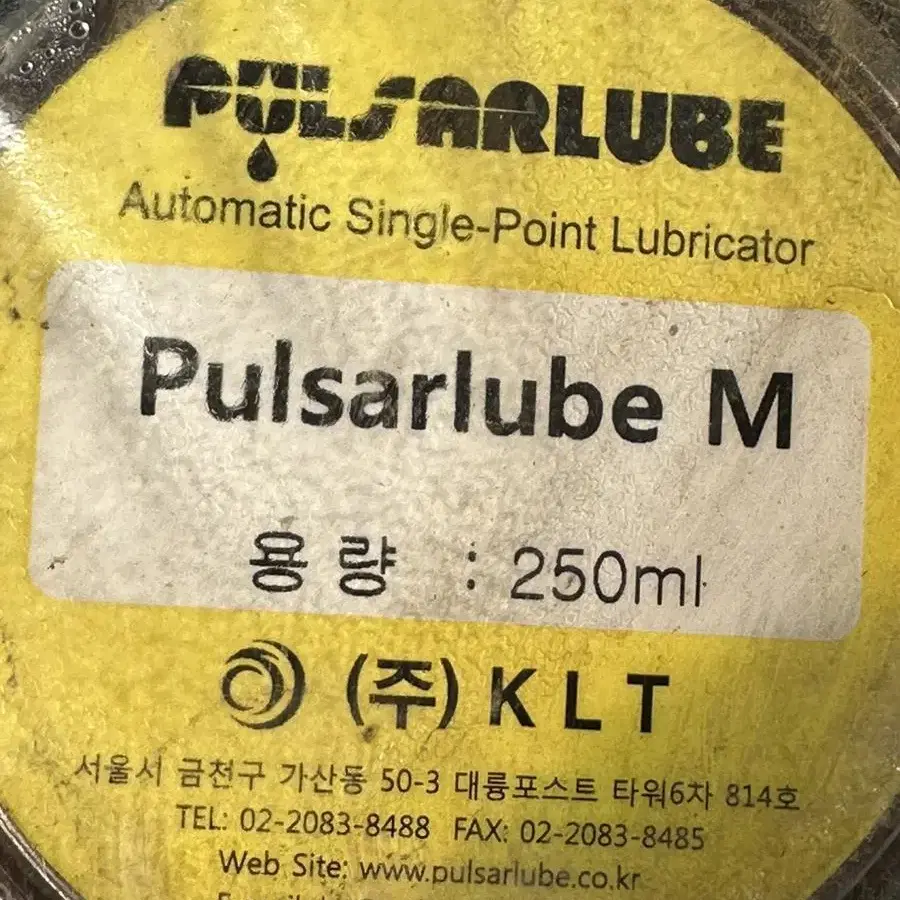 PULSARLUBE
Automatic Single-Point Lubricator
Pulsarlube M
용량 : 250ml
(주) KLT
서울서 금천구 가산동 50-3 대륭포스트 타워6차 814호
TEL: 02-2083-8488 FAX: 02-2083-8485
Web Site: www.pulsarlube.co.kr